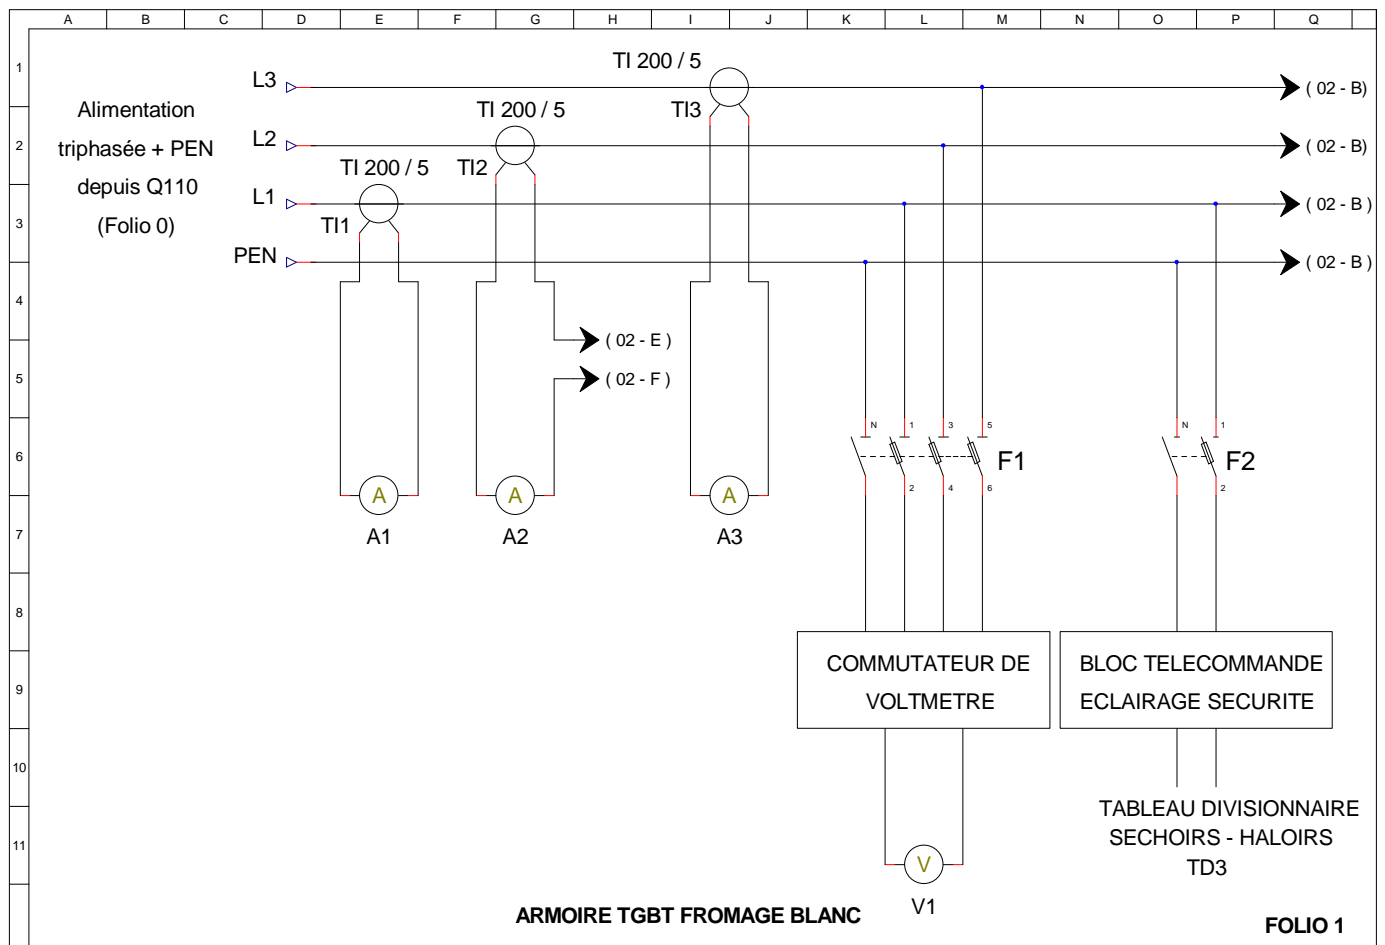 A B C D E F G H I J K L M N O P Q
1
2
3
4
5
6
7
8
9
10
11
Alimentation
triphasée + PEN
depuis Q110
(Folio 0)
L3
L2
L1
PEN
TI 200 / 5
TI3
TI 200 / 5
TI2
TI 200 / 5
TI1
( 02 - B)
( 02 - B)
( 02 - B )
( 02 - B )
( 02 - E )
( 02 - F )
N 1 3 5
F1
2 4 6
N 1
F2
2
A A A
A1 A2 A3
COMMUTATEUR DE
VOLTMETRE
BLOC TELECOMMANDE
ECLAIRAGE SECURITE
TABLEAU DIVISIONNAIRE
SECHOIRS - HALOIRS
TD3
V
V1
ARMOIRE TGBT FROMAGE BLANC
FOLIO 1